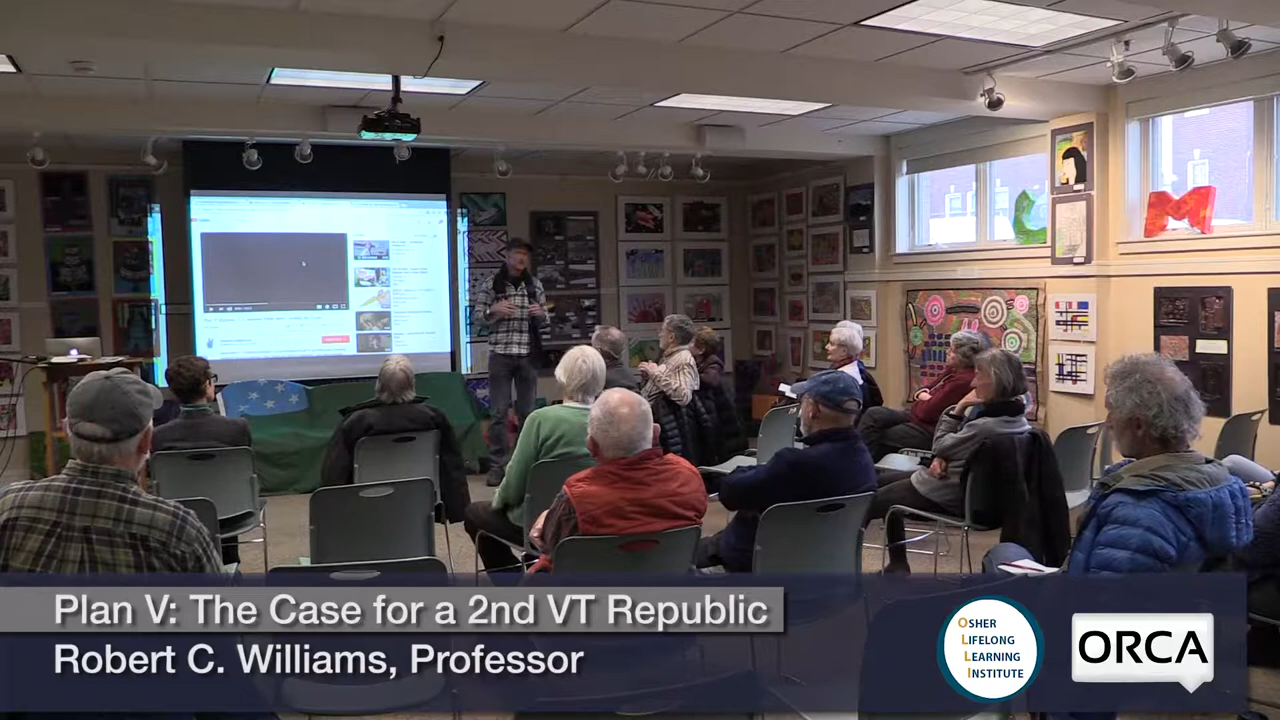 Plan V: The Case for a 2nd VT Republic
Robert C. Williams, Professor
OSHER
LIFELONG
LEARNING
INSTITUTE
ORCA
M